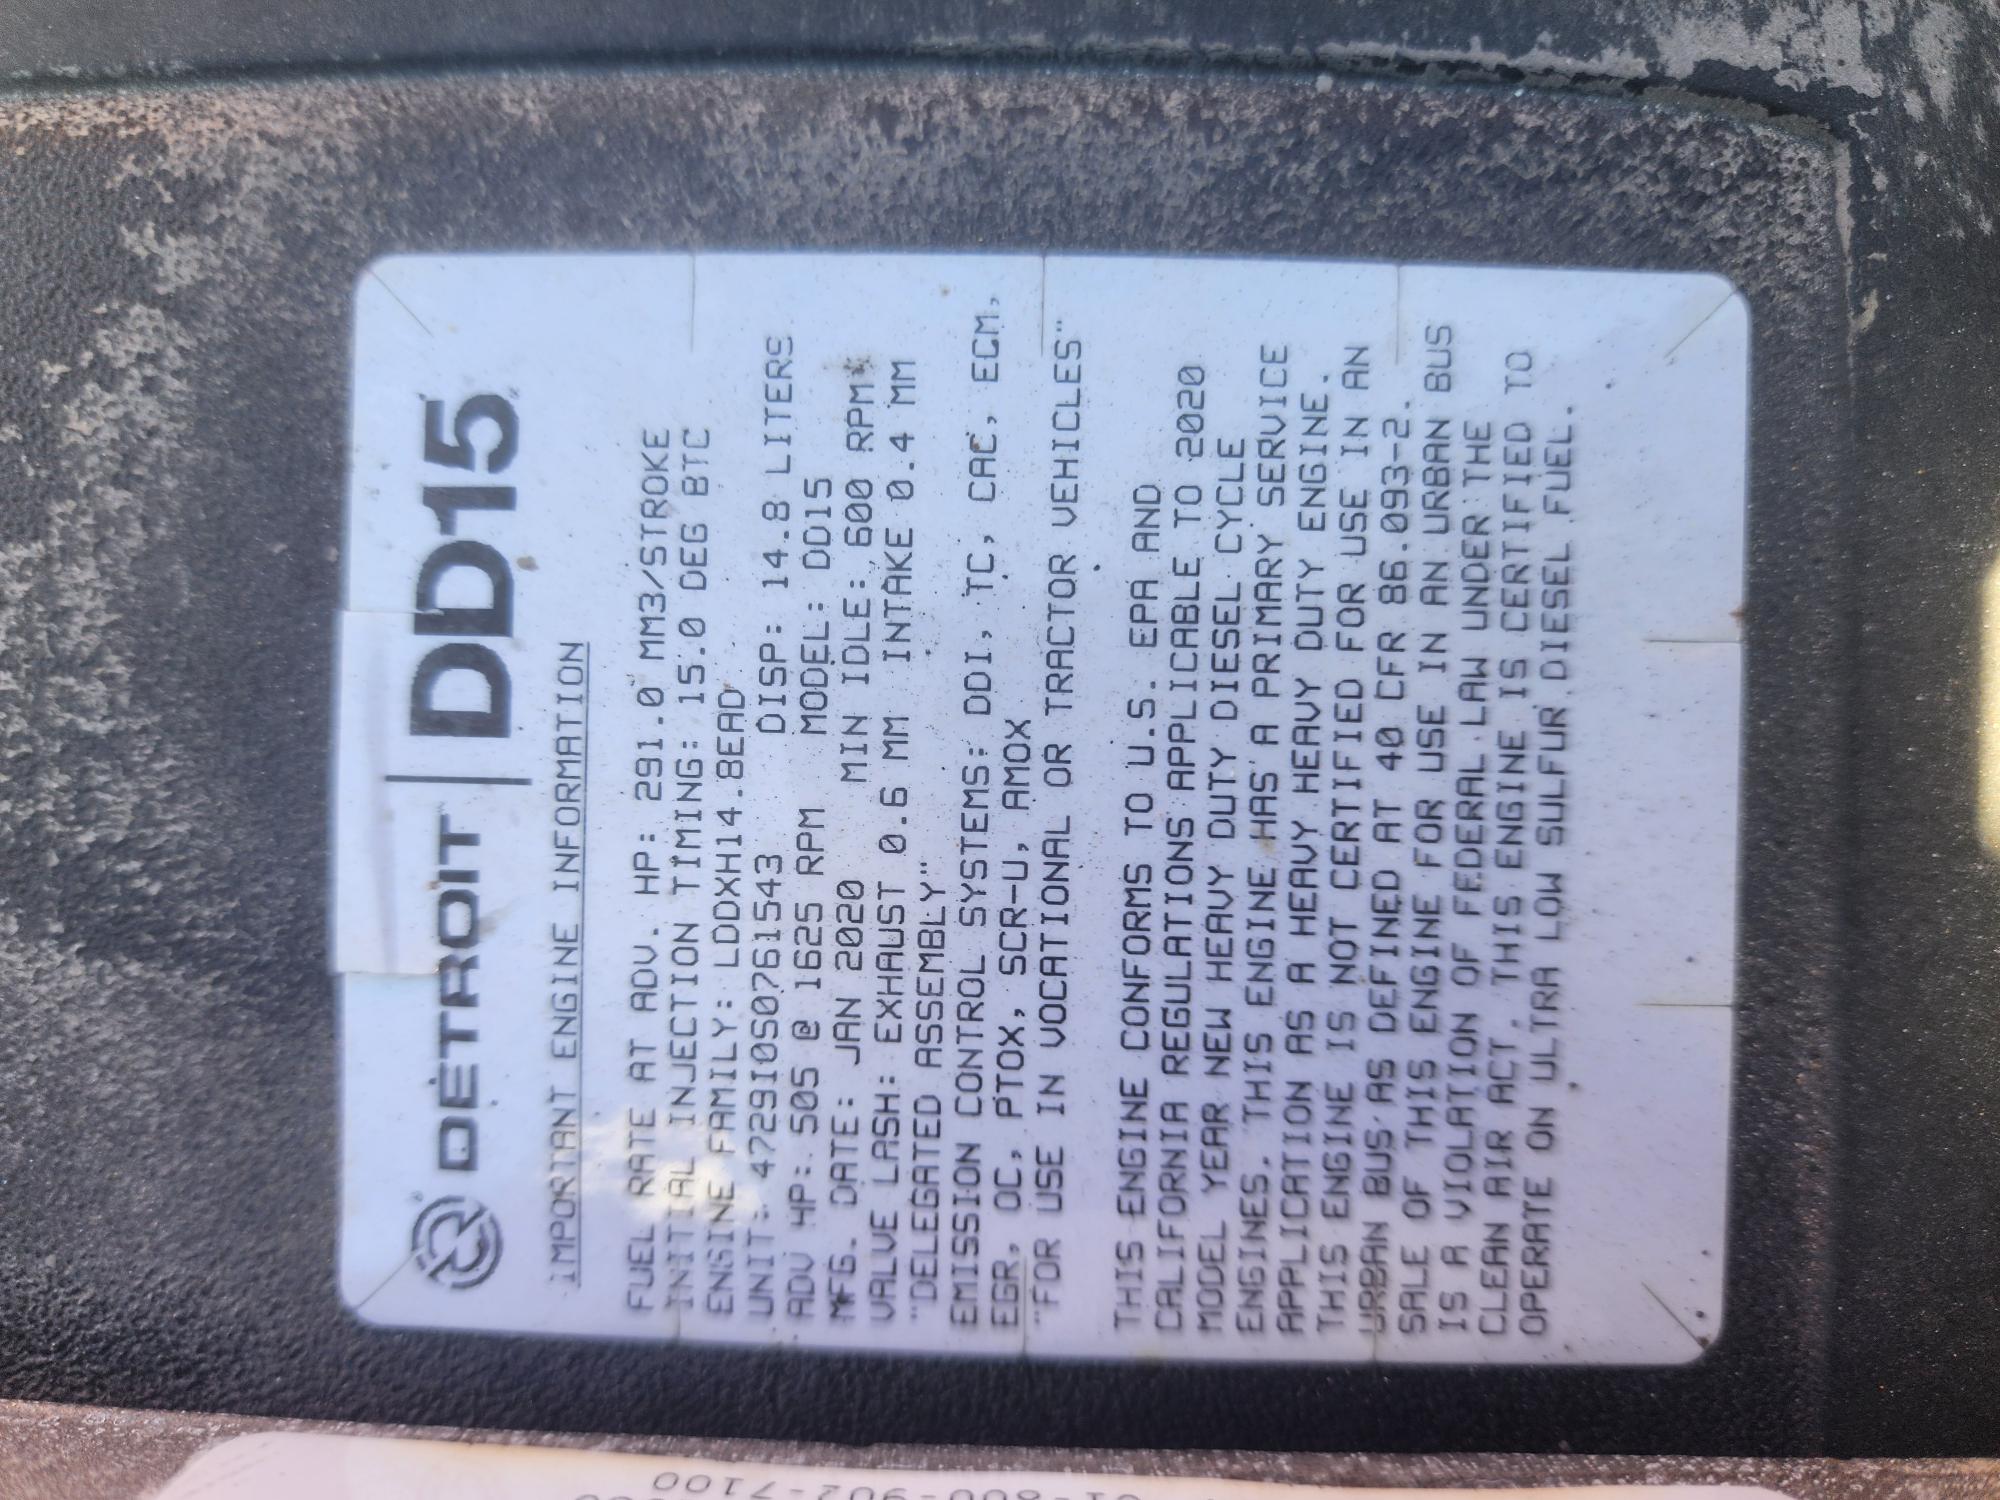 DETROIT DD15
IMPORTANT ENGINE INFORMATION
FUEL RATE AT ADV. HP: 291.0 MM3/STROKE
INITIAL INJECTION TIMING: 15.0 DEG BTC
ENGINE FAMILY: LDDXH14.8EAD
UNIT: 472910S0761543 DISP: 14.8 LITERS
ADV HP: 505 @ 1625 RPM MODEL: DD15
MFG. DATE: JAN 2020 MIN IDLE: 600 RPM
VALVE LASH: EXHAUST 0.6 MM INTAKE 0.4 MM
"DELEGATED ASSEMBLY"
EMISSION CONTROL SYSTEMS: DDI, TC, CAC, ECM,
EGR, OC, PTOX, SCR-U, AMOX
"FOR USE IN VOCATIONAL OR TRACTOR VEHICLES"
THIS ENGINE CONFORMS TO U.S. EPA AND
CALIFORNIA REGULATIONS APPLICABLE TO 2020
MODEL YEAR NEW HEAVY DUTY DIESEL CYCLE
ENGINES. THIS ENGINE HAS A PRIMARY SERVICE
APPLICATION AS A HEAVY HEAVY DUTY ENGINE.
THIS ENGINE IS NOT CERTIFIED FOR USE IN AN
URBAN BUS AS DEFINED AT 40 CFR 86.093-2.
SALE OF THIS ENGINE FOR USE IN AN URBAN BUS
IS A VIOLATION OF FEDERAL LAW UNDER THE
CLEAN AIR ACT. THIS ENGINE IS CERTIFIED TO
OPERATE ON ULTRA LOW SULFUR DIESEL FUEL.
01-800-902-7100